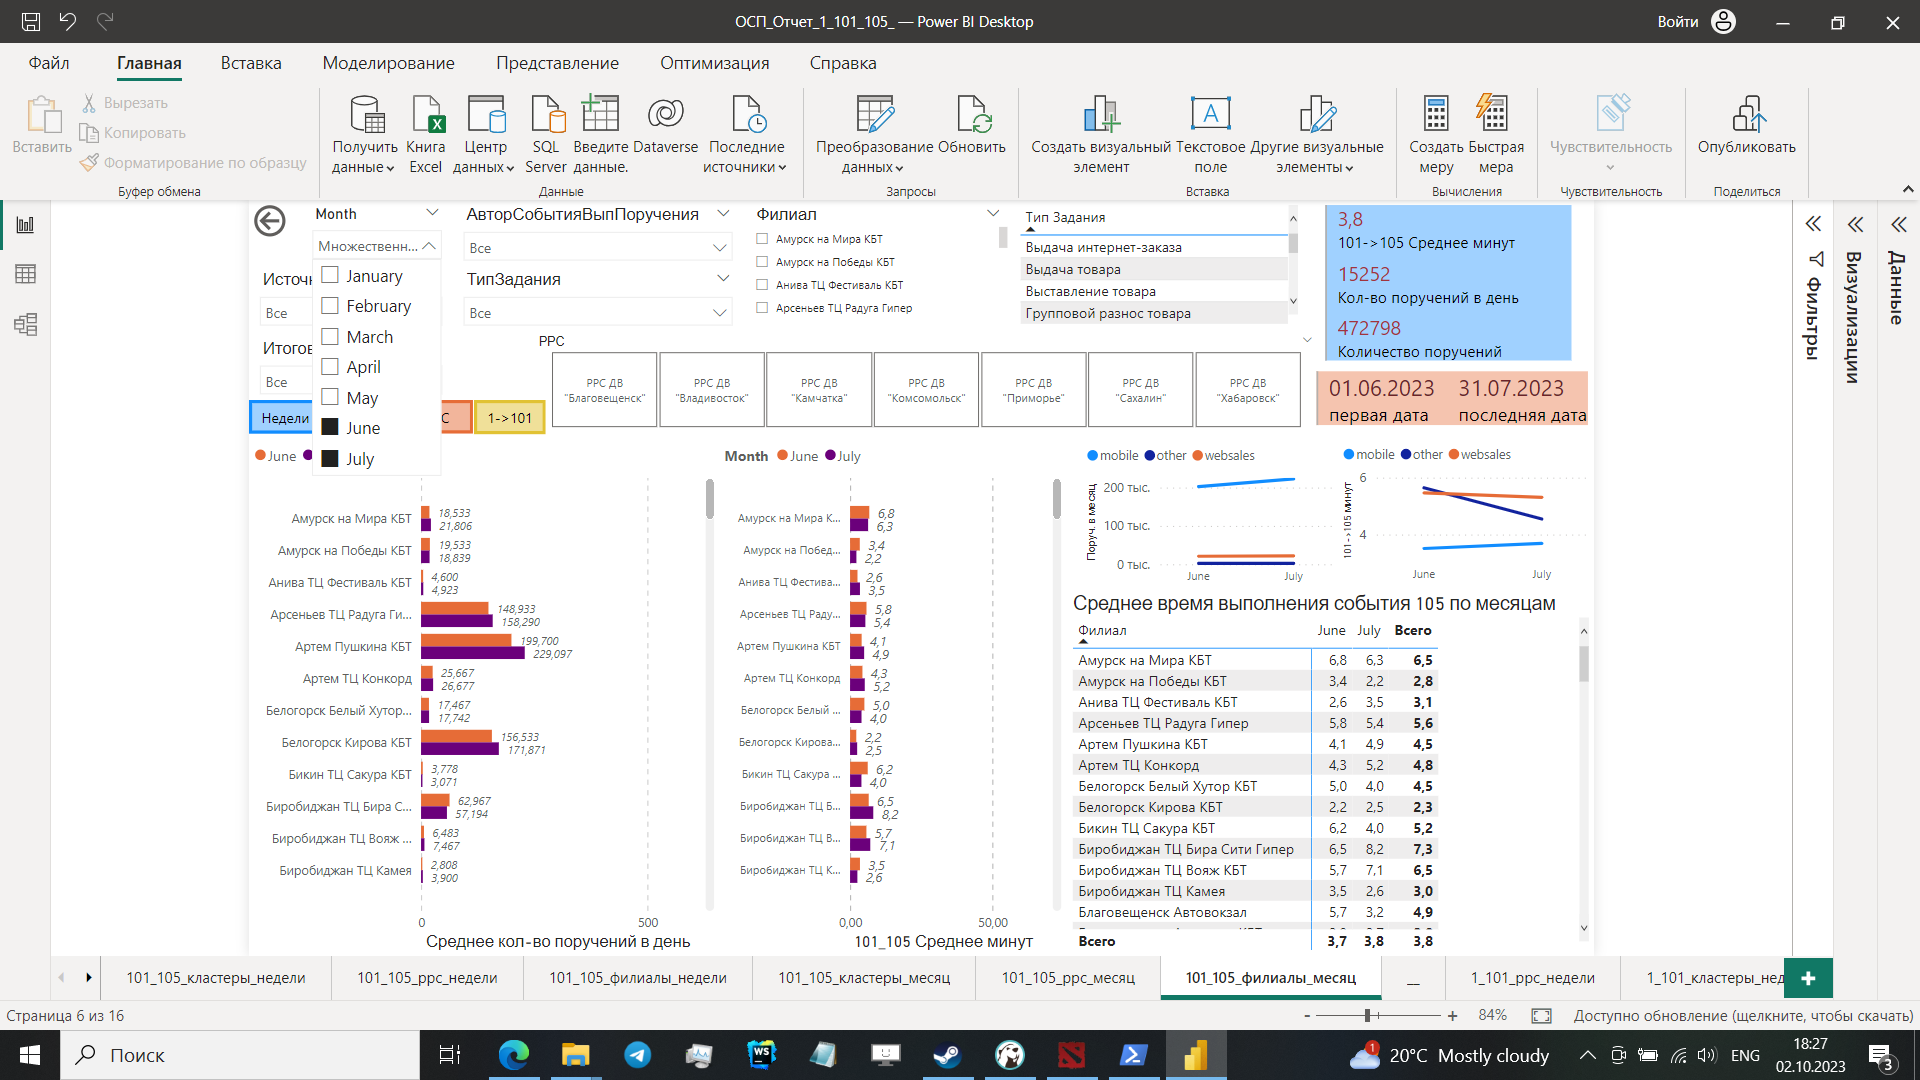 ОСП_Отчет_1_101_105_ — Power BI Desktop
Войти
Файл
Главная
Вставка
Моделирование
Представление
Оптимизация
Справка
Вставить
Вырезать
Копировать
Форматирование по образцу
Буфер обмена
Получить данные
Книга Excel
Центр данных
SQL Server
Введите данные.
Dataverse
Последние источники
Данные
Преобразование данных
Обновить
Запросы
Создать визуальный элемент
Текстовое поле
Другие визуальные элементы
Вставка
Создать меру
Быстрая мера
Вычисления
Чувствительность
Чувствительность
Опубликовать
Поделиться
Month
Множественн...
January
February
March
April
May
June
July
Все
Итогов
Все
Недели
С
1->101
АвторСобытияВыпПоручения
Все
ТипЗадания
Все
Филиал
Амурск на Мира КБТ
Амурск на Победы КБТ
Анива ТЦ Фестиваль КБТ
Арсеньев ТЦ Радуга Гипер
Тип Задания
Выдача интернет-заказа
Выдача товара
Выставление товара
Групповой разнос товара
3,8
101->105 Среднее минут
15252
Кол-во поручений в день
472798
Количество поручений
01.06.2023 31.07.2023
первая дата последняя дата
РРС
РРС ДВ "Благовещенск"
РРС ДВ "Владивосток"
РРС ДВ "Камчатка"
РРС ДВ "Комсомольск"
РРС ДВ "Приморье"
РРС ДВ "Сахалин"
РРС ДВ "Хабаровск"
Фильтры
Визуализации
Данные
June
Амурск на Мира КБТ 18,533 21,806
Амурск на Победы КБТ 19,533 18,839
Анива ТЦ Фестиваль КБТ 4,600 4,923
Арсеньев ТЦ Радуга Ги... 148,933 158,290
Артем Пушкина КБТ 199,700 229,097
Артем ТЦ Конкорд 25,667 26,677
Белогорск Белый Хутор... 17,467 17,742
Белогорск Кирова КБТ 156,533 171,871
Бикин ТЦ Сакура КБТ 3,778 3,071
Биробиджан ТЦ Бира С... 62,967 57,194
Биробиджан ТЦ Вояж ... 6,483 7,467
Биробиджан ТЦ Камея 2,808 3,900
0 500
Среднее кол-во поручений в день
Month June July
Амурск на Мира К... 6,8 6,3
Амурск на Побед... 3,4 2,2
Анива ТЦ Фестива... 2,6 3,5
Арсеньев ТЦ Раду... 5,8 5,4
Артем Пушкина КБТ 4,1 4,9
Артем ТЦ Конкорд 4,3 5,2
Белогорск Белый ... 5,0 4,0
Белогорск Кирова... 2,2 2,5
Бикин ТЦ Сакура ... 6,2 4,0
Биробиджан ТЦ Б... 6,5 8,2
Биробиджан ТЦ В... 5,7 7,1
Биробиджан ТЦ К... 3,5 2,6
0,00 50,00
101_105 Среднее минут
mobile other websales
Поруч. в месяц
200 тыс.
100 тыс.
0 тыс.
June July
mobile other websales
101->105 минут
6
4
June July
Среднее время выполнения события 105 по месяцам
Филиал June July Всего
Амурск на Мира КБТ 6,8 6,3 6,5
Амурск на Победы КБТ 3,4 2,2 2,8
Анива ТЦ Фестиваль КБТ 2,6 3,5 3,1
Арсеньев ТЦ Радуга Гипер 5,8 5,4 5,6
Артем Пушкина КБТ 4,1 4,9 4,5
Артем ТЦ Конкорд 4,3 5,2 4,8
Белогорск Белый Хутор КБТ 5,0 4,0 4,5
Белогорск Кирова КБТ 2,2 2,5 2,3
Бикин ТЦ Сакура КБТ 6,2 4,0 5,2
Биробиджан ТЦ Бира Сити Гипер 6,5 8,2 7,3
Биробиджан ТЦ Вояж КБТ 5,7 7,1 6,5
Биробиджан ТЦ Камея 3,5 2,6 3,0
Благовещенск Автовокзал 5,7 3,2 4,9
Всего 3,7 3,8 3,8
101_105_кластеры_недели
101_105_ррс_недели
101_105_филиалы_недели
101_105_кластеры_месяц
101_105_ррс_месяц
101_105_филиалы_месяц
__
1_101_ррс_недели
1_101_кластеры_нед
Страница 6 из 16
- + 84%
Доступно обновление (щелкните, чтобы скачать)
Поиск
1
20°C Mostly cloudy
ENG
18:27
02.10.2023
3